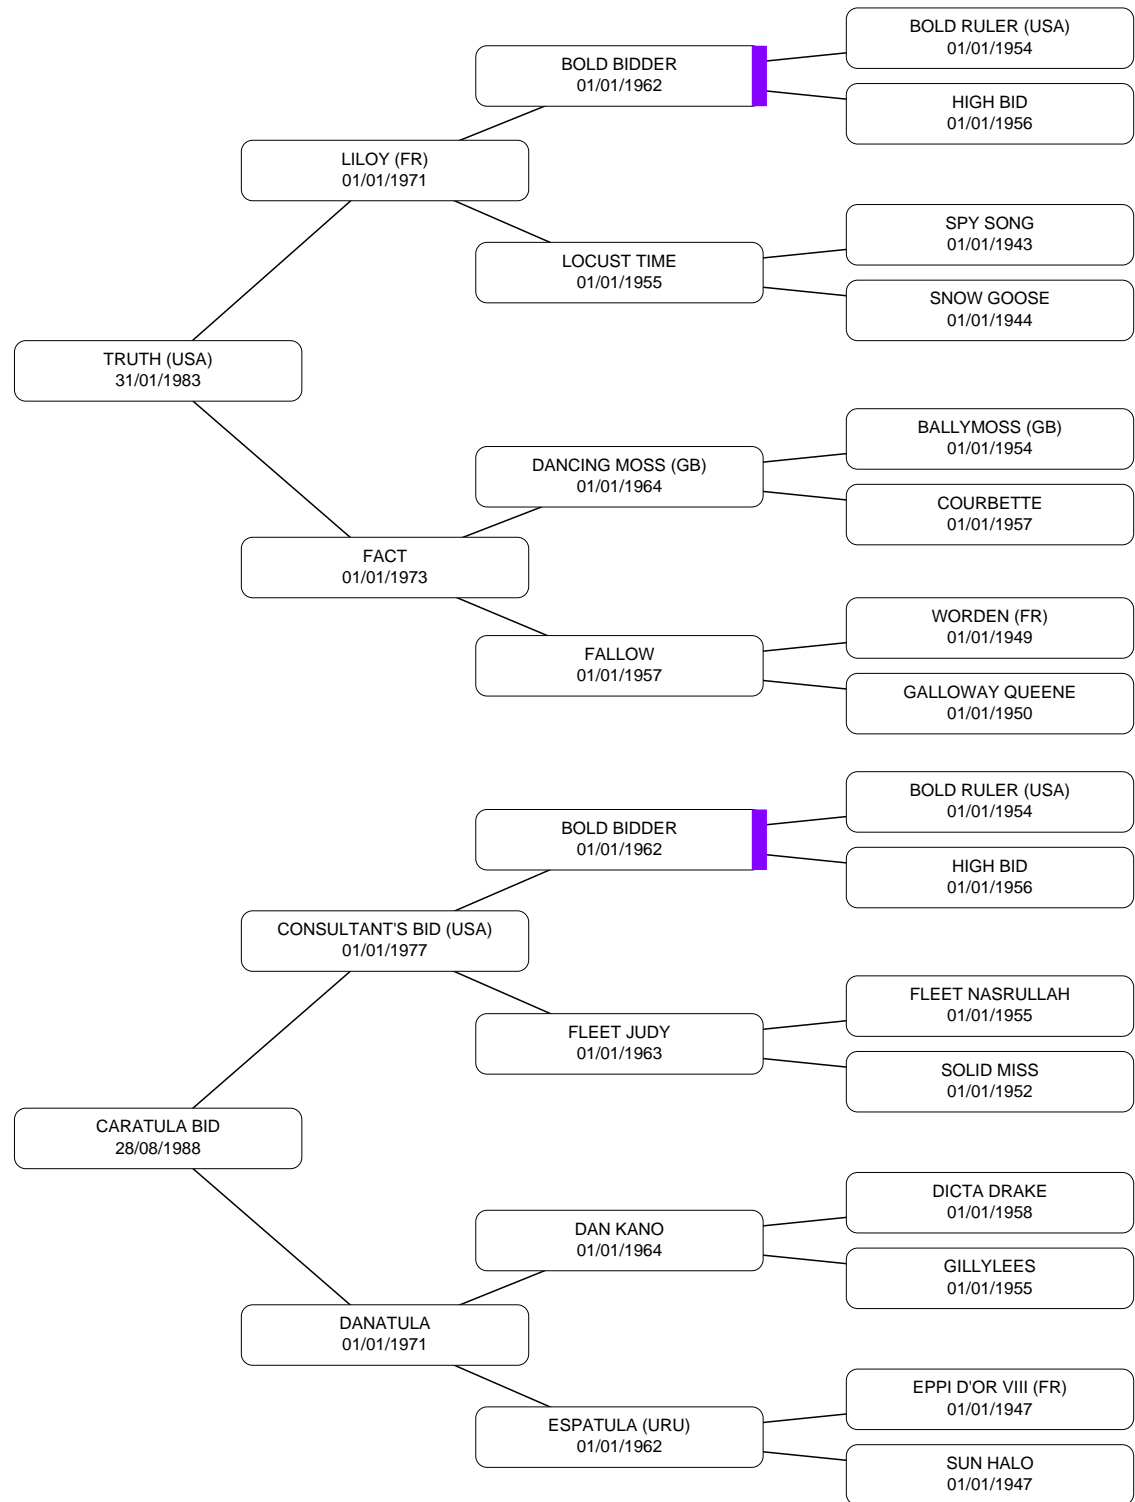 BOLD RULER (USA)
01/01/1954
BOLD BIDDER
01/01/1962
HIGH BID
01/01/1956
LILOY (FR)
01/01/1971
SPY SONG
01/01/1943
LOCUST TIME
01/01/1955
SNOW GOOSE
01/01/1944
TRUTH (USA)
31/01/1983
BALLYMOSS (GB)
01/01/1954
DANCING MOSS (GB)
01/01/1964
COURBETTE
01/01/1957
FACT
01/01/1973
WORDEN (FR)
01/01/1949
FALLOW
01/01/1957
GALLOWAY QUEENE
01/01/1950
BOLD RULER (USA)
01/01/1954
BOLD BIDDER
01/01/1962
HIGH BID
01/01/1956
CONSULTANT'S BID (USA)
01/01/1977
FLEET NASRULLAH
01/01/1955
FLEET JUDY
01/01/1963
SOLID MISS
01/01/1952
CARATULA BID
28/08/1988
DICTA DRAKE
01/01/1958
DAN KANO
01/01/1964
GILLYLEES
01/01/1955
DANATULA
01/01/1971
EPPI D'OR VIII (FR)
01/01/1947
ESPATULA (URU)
01/01/1962
SUN HALO
01/01/1947